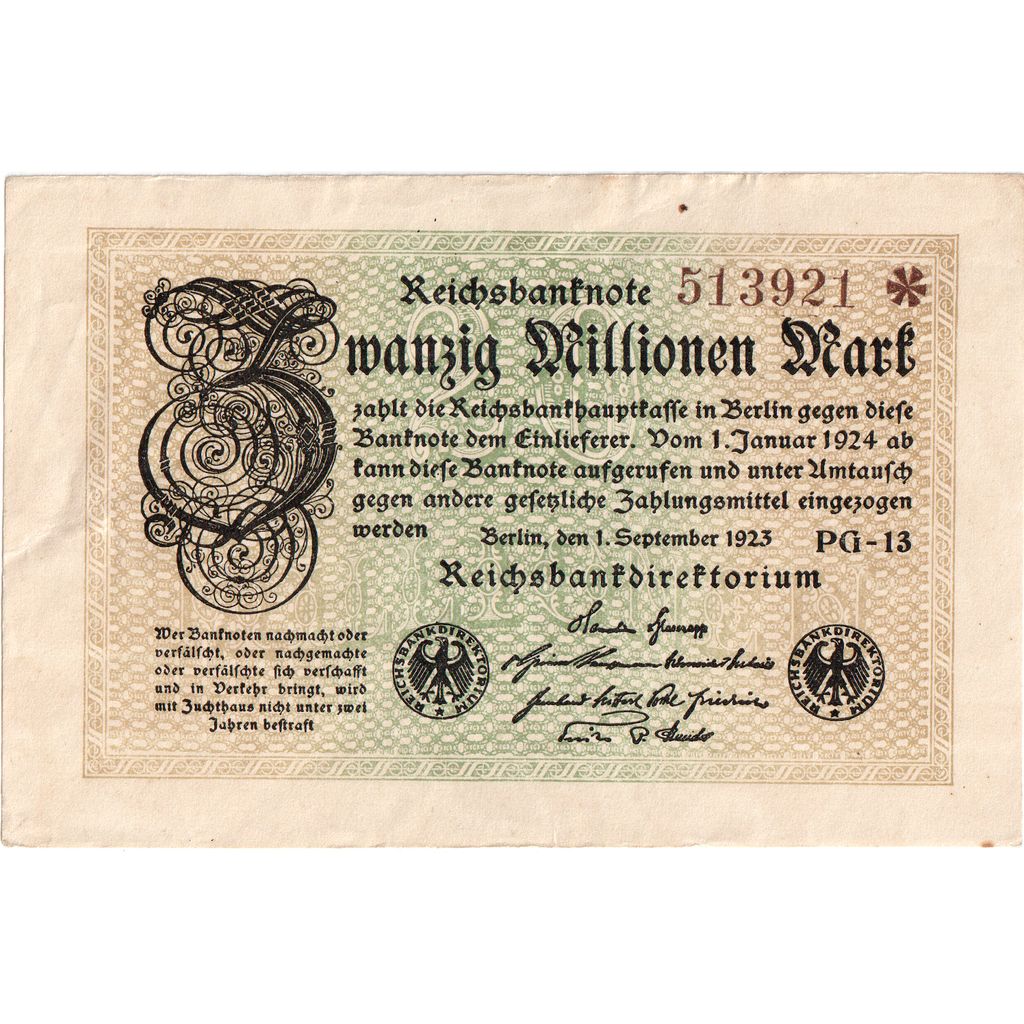 Reichsbanknote 513921 *
Zwanzig Millionen Mark
zahlt die Reichsbankhauptkasse in Berlin gegen diese
Banknote dem Einlieferer. Vom 1. Januar 1924 ab
kann diese Banknote aufgerufen und unter Umtausch
gegen andere gesetzliche Zahlungsmittel eingezogen
werden
Berlin, den 1. September 1923 PG-13
Reichsbankdirektorium
Wer Banknoten nachmacht oder
verfälscht, oder nachgemachte
oder verfälschte sich verschafft
und in Verkehr bringt, wird
mit Zuchthaus nicht unter zwei
Jahren bestraft
REICHSBANKDIREKTORIUM
REICHSBANKDIREKTORIUM